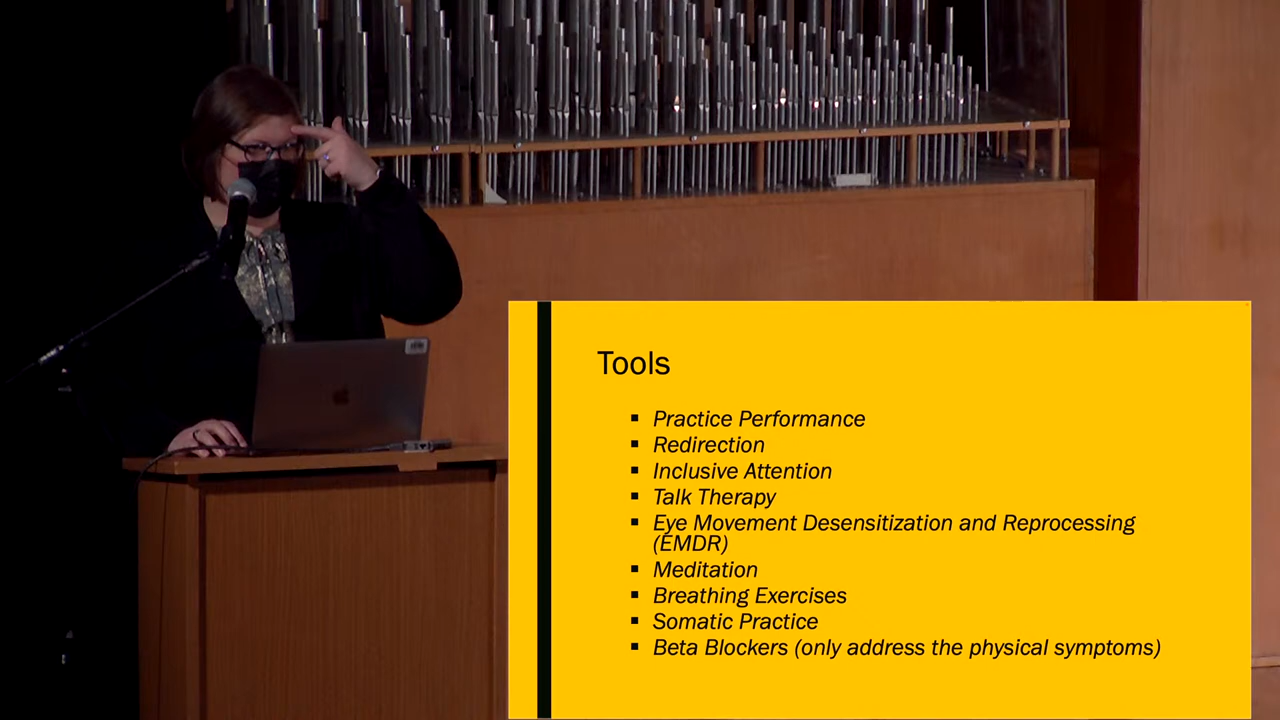 Tools
Practice Performance
Redirection
Inclusive Attention
Talk Therapy
Eye Movement Desensitization and Reprocessing
(EMDR)
Meditation
Breathing Exercises
Somatic Practice
Beta Blockers (only address the physical symptoms)